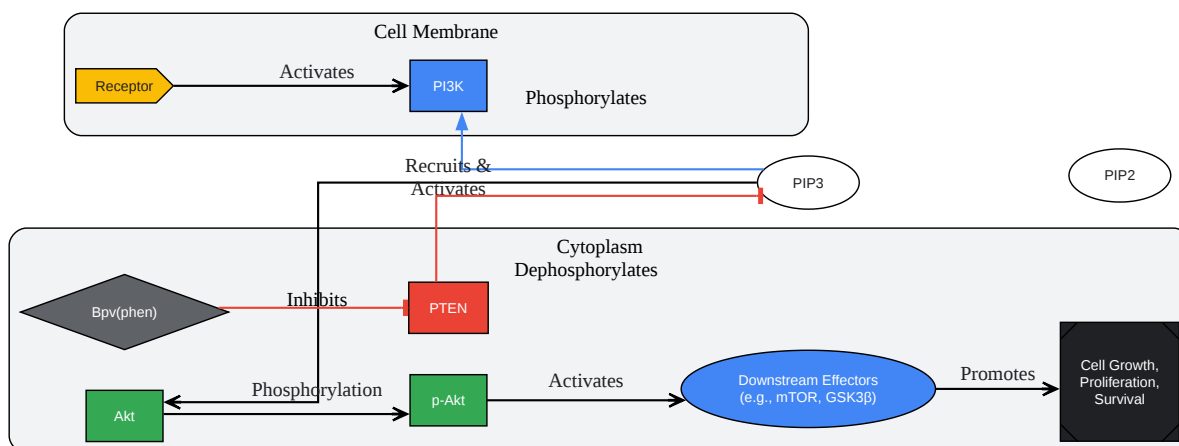 Cell Membrane
Activates
Receptor
PI3K
Phosphorylates
Recruits &
Activates
PIP3
PIP2
Cytoplasm
Dephosphorylates
Bpv(phen)
Inhibits
PTEN
Akt
Phosphorylation
p-Akt
Activates
Downstream Effectors
(e.g., mTOR, GSK3β)
Promotes
Cell Growth,
Proliferation,
Survival